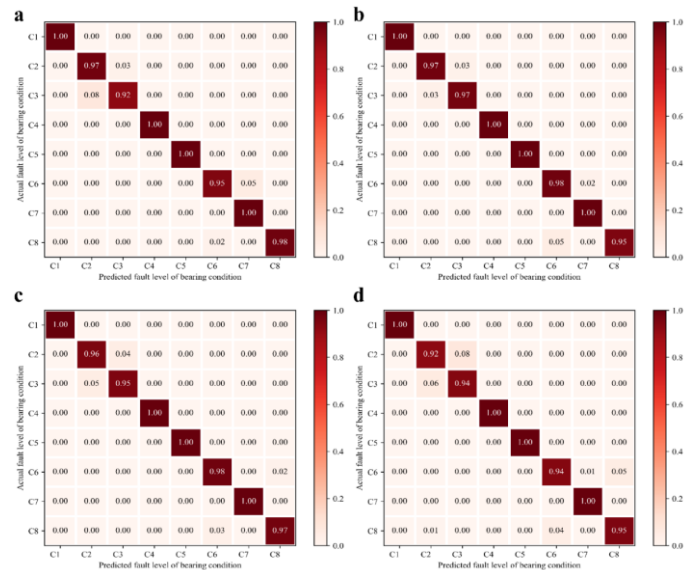 a
C1 1.00 0.00 0.00 0.00 0.00 0.00 0.00 0.00
C2 0.00 0.97 0.03 0.00 0.00 0.00 0.00 0.00
C3 0.00 0.08 0.92 0.00 0.00 0.00 0.00 0.00
C4 0.00 0.00 0.00 1.00 0.00 0.00 0.00 0.00
C5 0.00 0.00 0.00 0.00 1.00 0.00 0.00 0.00
C6 0.00 0.00 0.00 0.00 0.00 0.95 0.05 0.00
C7 0.00 0.00 0.00 0.00 0.00 0.00 1.00 0.00
C8 0.00 0.00 0.00 0.00 0.00 0.02 0.00 0.98
C1 C2 C3 C4 C5 C6 C7 C8
Actual fault level of bearing condition
Predicted fault level of bearing condition
1.0
0.8
0.6
0.4
0.2
0.0
b
C1 1.00 0.00 0.00 0.00 0.00 0.00 0.00 0.00
C2 0.00 0.97 0.03 0.00 0.00 0.00 0.00 0.00
C3 0.00 0.03 0.97 0.00 0.00 0.00 0.00 0.00
C4 0.00 0.00 0.00 1.00 0.00 0.00 0.00 0.00
C5 0.00 0.00 0.00 0.00 1.00 0.00 0.00 0.00
C6 0.00 0.00 0.00 0.00 0.00 0.98 0.02 0.00
C7 0.00 0.00 0.00 0.00 0.00 0.00 1.00 0.00
C8 0.00 0.00 0.00 0.00 0.00 0.05 0.00 0.95
C1 C2 C3 C4 C5 C6 C7 C8
Actual fault level of bearing condition
Predicted fault level of bearing condition
1.0
0.8
0.6
0.4
0.2
0.0
c
C1 1.00 0.00 0.00 0.00 0.00 0.00 0.00 0.00
C2 0.00 0.96 0.04 0.00 0.00 0.00 0.00 0.00
C3 0.00 0.05 0.95 0.00 0.00 0.00 0.00 0.00
C4 0.00 0.00 0.00 1.00 0.00 0.00 0.00 0.00
C5 0.00 0.00 0.00 0.00 1.00 0.00 0.00 0.00
C6 0.00 0.00 0.00 0.00 0.00 0.98 0.00 0.02
C7 0.00 0.00 0.00 0.00 0.00 0.00 1.00 0.00
C8 0.00 0.00 0.00 0.00 0.00 0.03 0.00 0.97
C1 C2 C3 C4 C5 C6 C7 C8
Actual fault level of bearing condition
Predicted fault level of bearing condition
1.0
0.8
0.6
0.4
0.2
0.0
d
C1 1.00 0.00 0.00 0.00 0.00 0.00 0.00 0.00
C2 0.00 0.92 0.08 0.00 0.00 0.00 0.00 0.00
C3 0.00 0.06 0.94 0.00 0.00 0.00 0.00 0.00
C4 0.00 0.00 0.00 1.00 0.00 0.00 0.00 0.00
C5 0.00 0.00 0.00 0.00 1.00 0.00 0.00 0.00
C6 0.00 0.00 0.00 0.00 0.00 0.94 0.01 0.05
C7 0.00 0.00 0.00 0.00 0.00 0.00 1.00 0.00
C8 0.00 0.01 0.00 0.00 0.00 0.04 0.00 0.95
C1 C2 C3 C4 C5 C6 C7 C8
Actual fault level of bearing condition
Predicted fault level of bearing condition
1.0
0.8
0.6
0.4
0.2
0.0